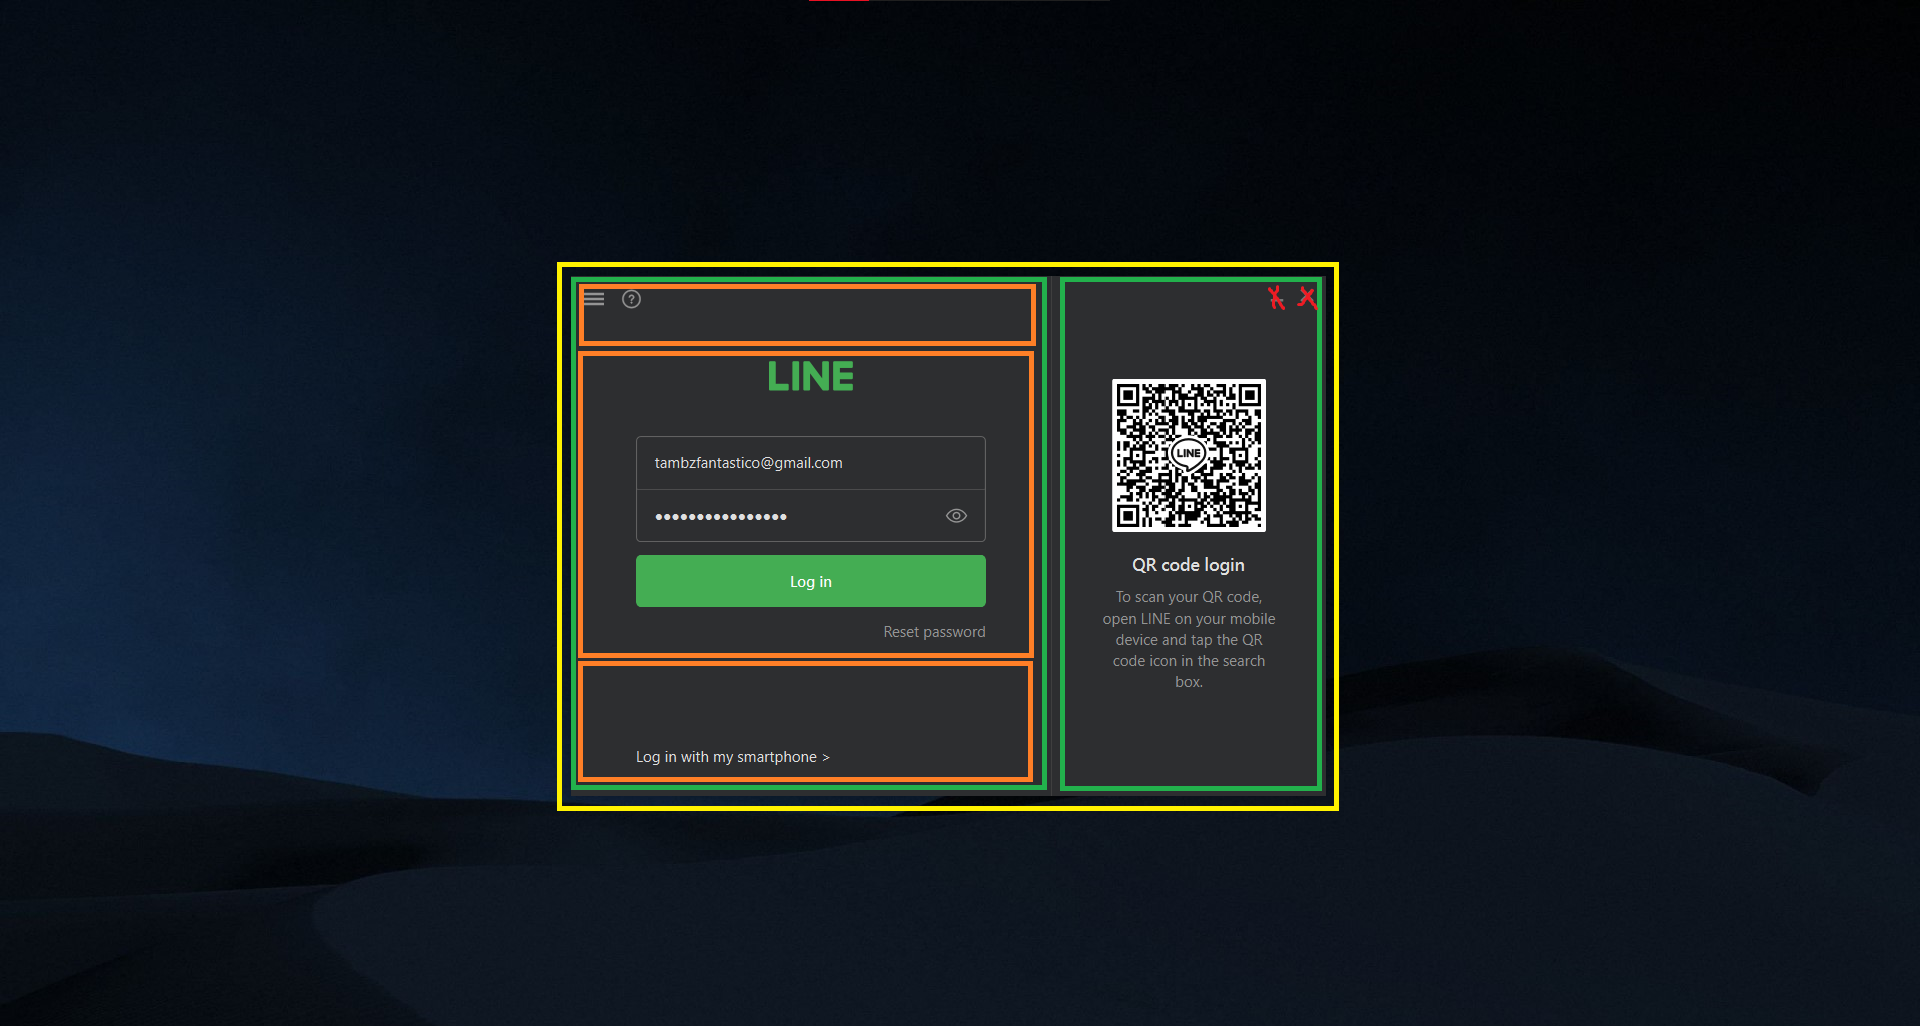 LINE
tambzfantastico@gmail.com
••••••••••••••••
Log in
Reset password
Log in with my smartphone >
LINE
QR code login
To scan your QR code,
open LINE on your mobile
device and tap the QR
code icon in the search
box.